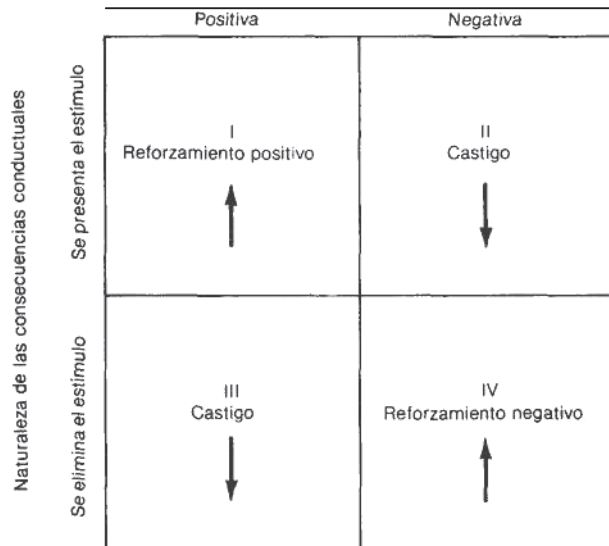 Positiva Negativa
Naturaleza de las consecuencias conductuales
Se presenta el estímulo
I
Reforzamiento positivo
II
Castigo
Se elimina el estímulo
III
Castigo
IV
Reforzamiento negativo